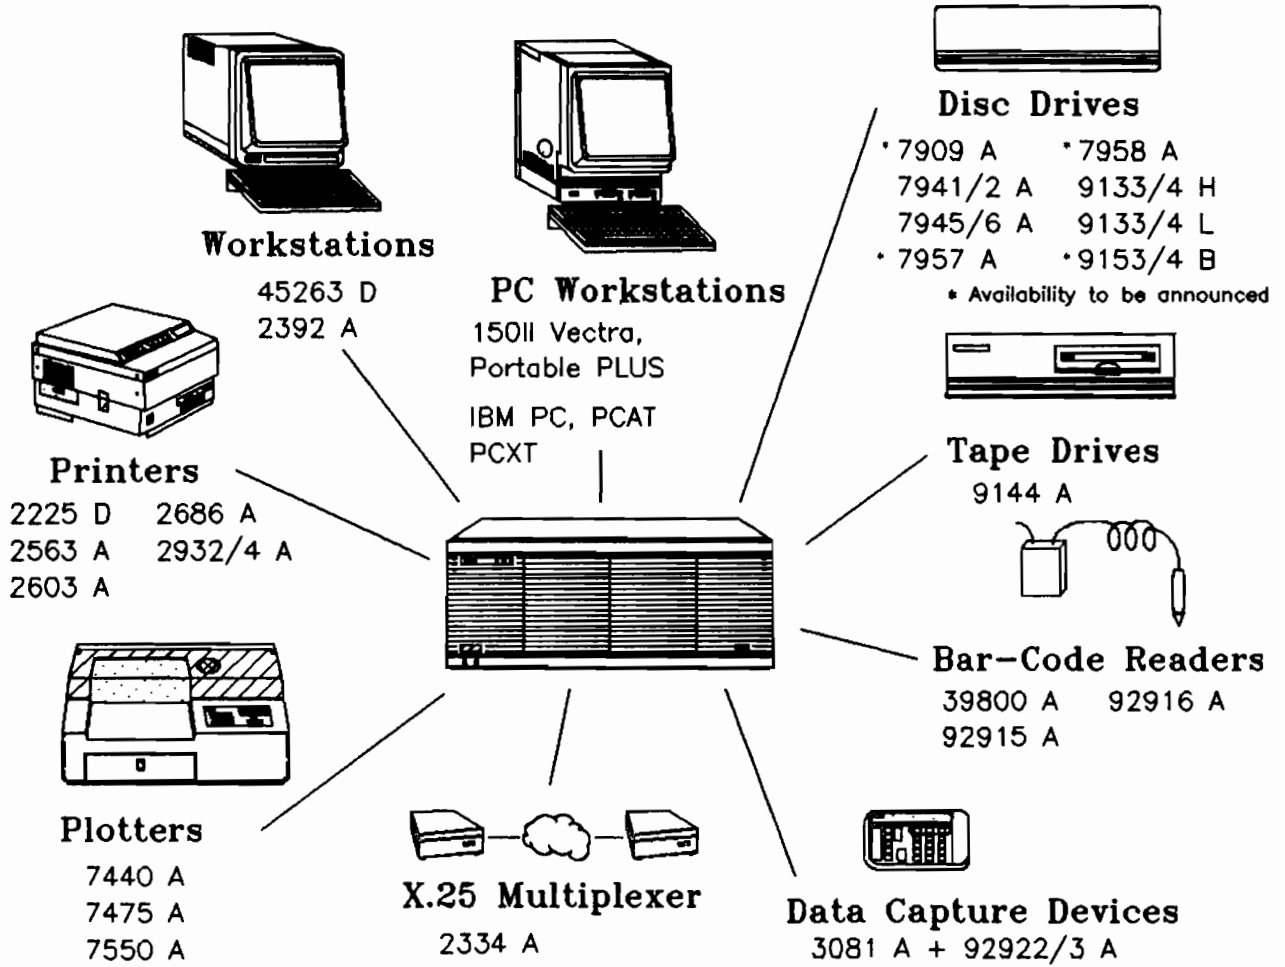 Disc Drives
* 7909 A * 7958 A
7941/2 A 9133/4 H
7945/6 A 9133/4 L
* 7957 A * 9153/4 B
* Availability to be announced
Workstations
45263 D
2392 A
PC Workstations
150II Vectra,
Portable PLUS
IBM PC, PCAT
PCXT
Printers
2225 D 2686 A
2563 A 2932/4 A
2603 A
Tape Drives
9144 A
Bar-Code Readers
39800 A 92916 A
92915 A
Plotters
7440 A
7475 A
7550 A
X.25 Multiplexer
2334 A
Data Capture Devices
3081 A + 92922/3 A